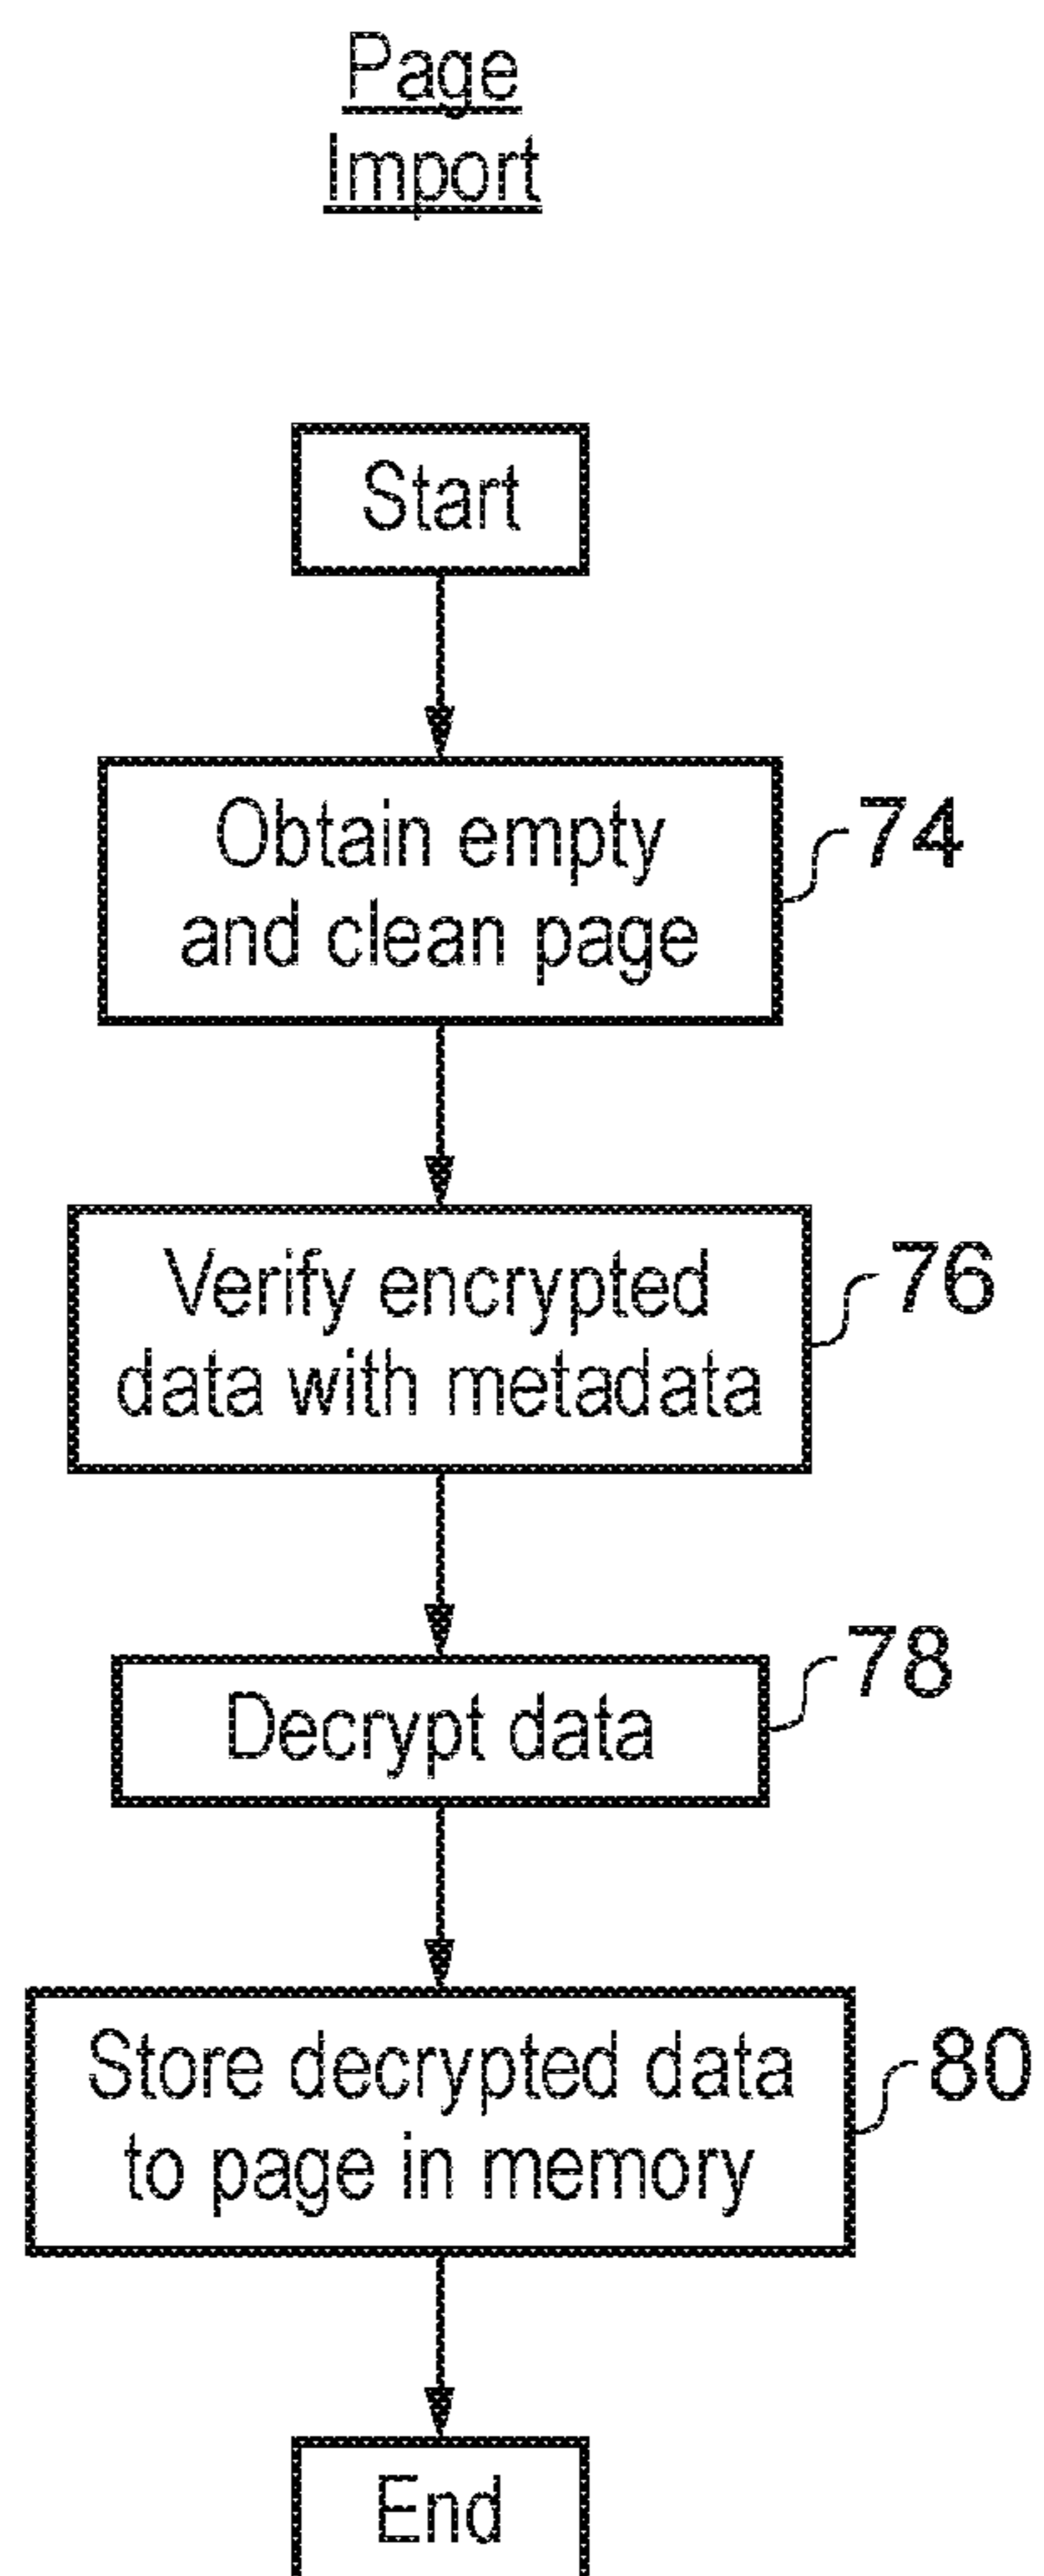 Page
Import
Start
Obtain empty
and clean page
74
Verify encrypted
data with metadata
76
Decrypt data
78
Store decrypted data
to page in memory
80
End